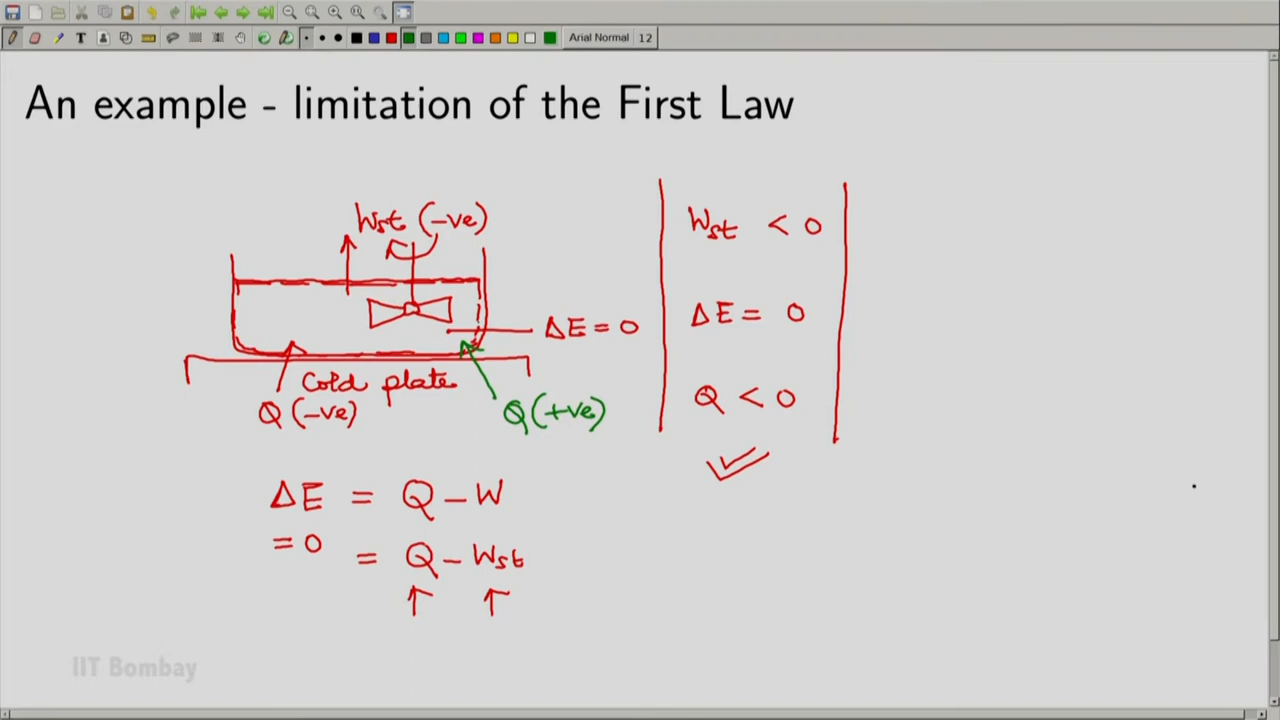 T
Arial Normal 12
An example - limitation of the First Law
Wst (-ve)
ΔE = 0
Cold plate
Q (-ve)
Q (+ve)
Wst < 0
ΔE = 0
Q < 0
ΔE = Q - W
= 0 = Q - Wst
IIT Bombay